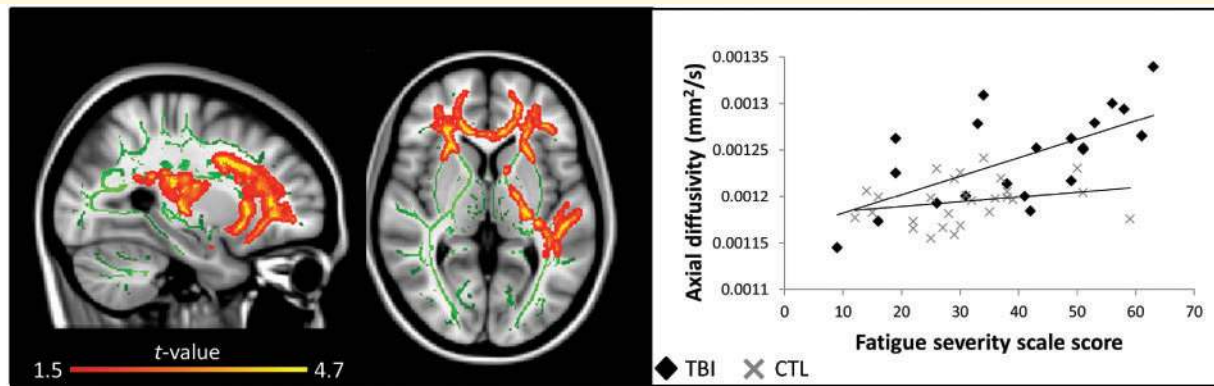 t-value
1.5
4.7
Axial diffusivity (mm²/s)
0.00135
0.0013
0.00125
0.0012
0.00115
0.0011
0 10 20 30 40 50 60 70
Fatigue severity scale score
TBI CTL